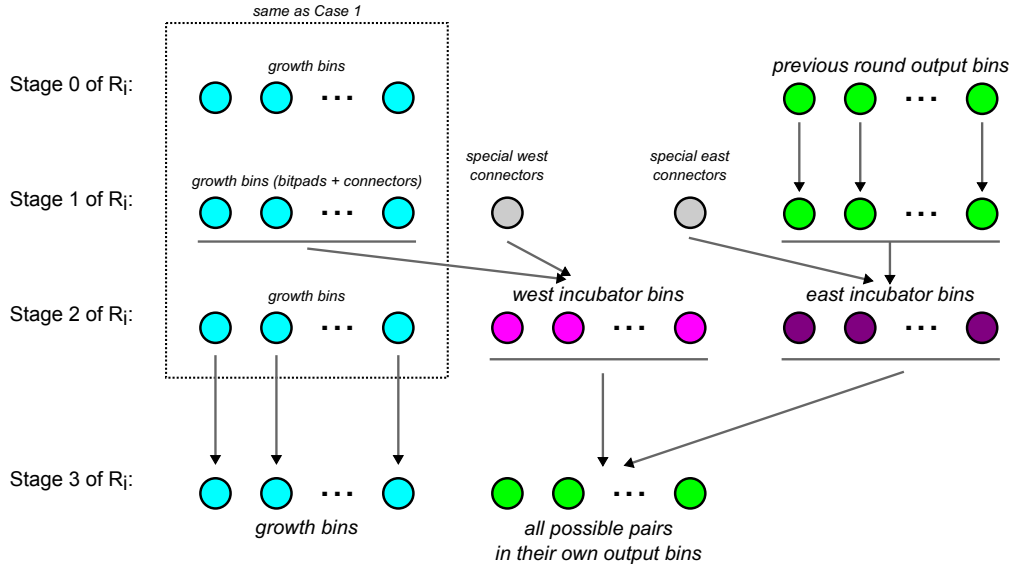 same as Case 1
Stage 0 of Ri:
growth bins
previous round output bins
Stage 1 of Ri:
growth bins (bitpads + connectors)
special west
connectors
special east
connectors
Stage 2 of Ri:
growth bins
west incubator bins
east incubator bins
Stage 3 of Ri:
growth bins
all possible pairs
in their own output bins